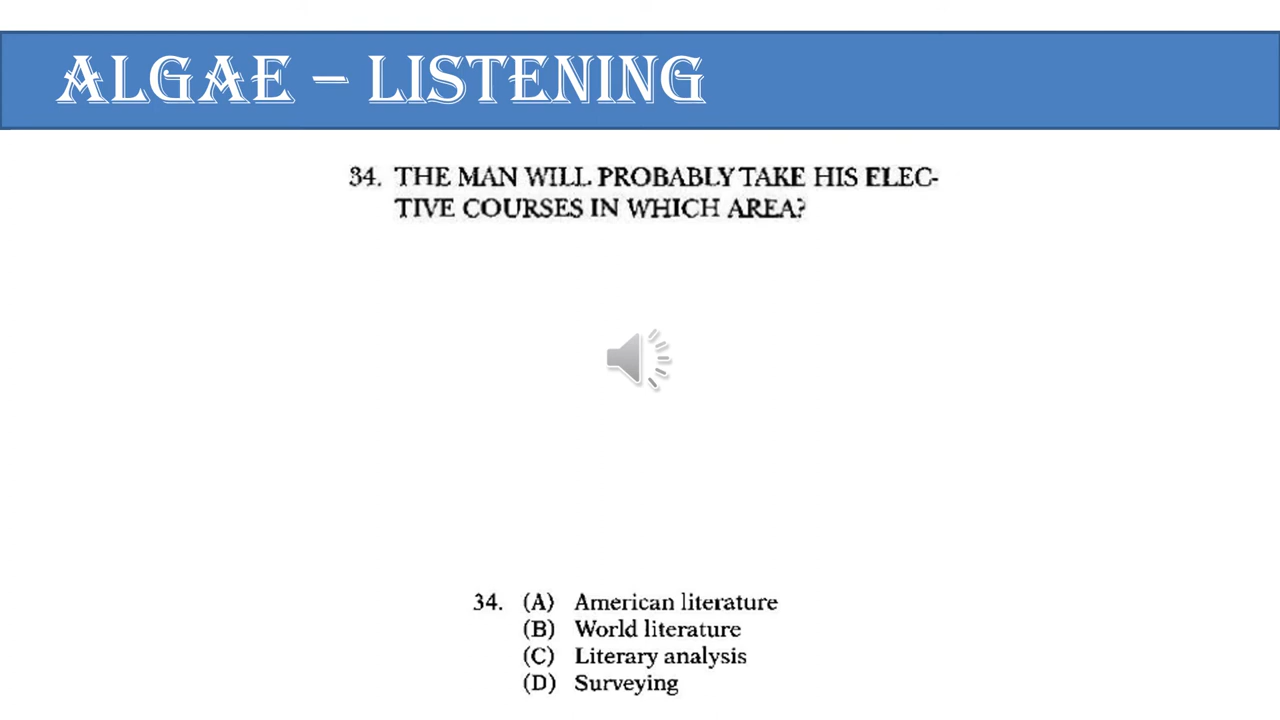 ALGAE – LISTENING
34. THE MAN WILL PROBABLY TAKE HIS ELEC-
TIVE COURSES IN WHICH AREA?
34. (A) American literature
(B) World literature
(C) Literary analysis
(D) Surveying